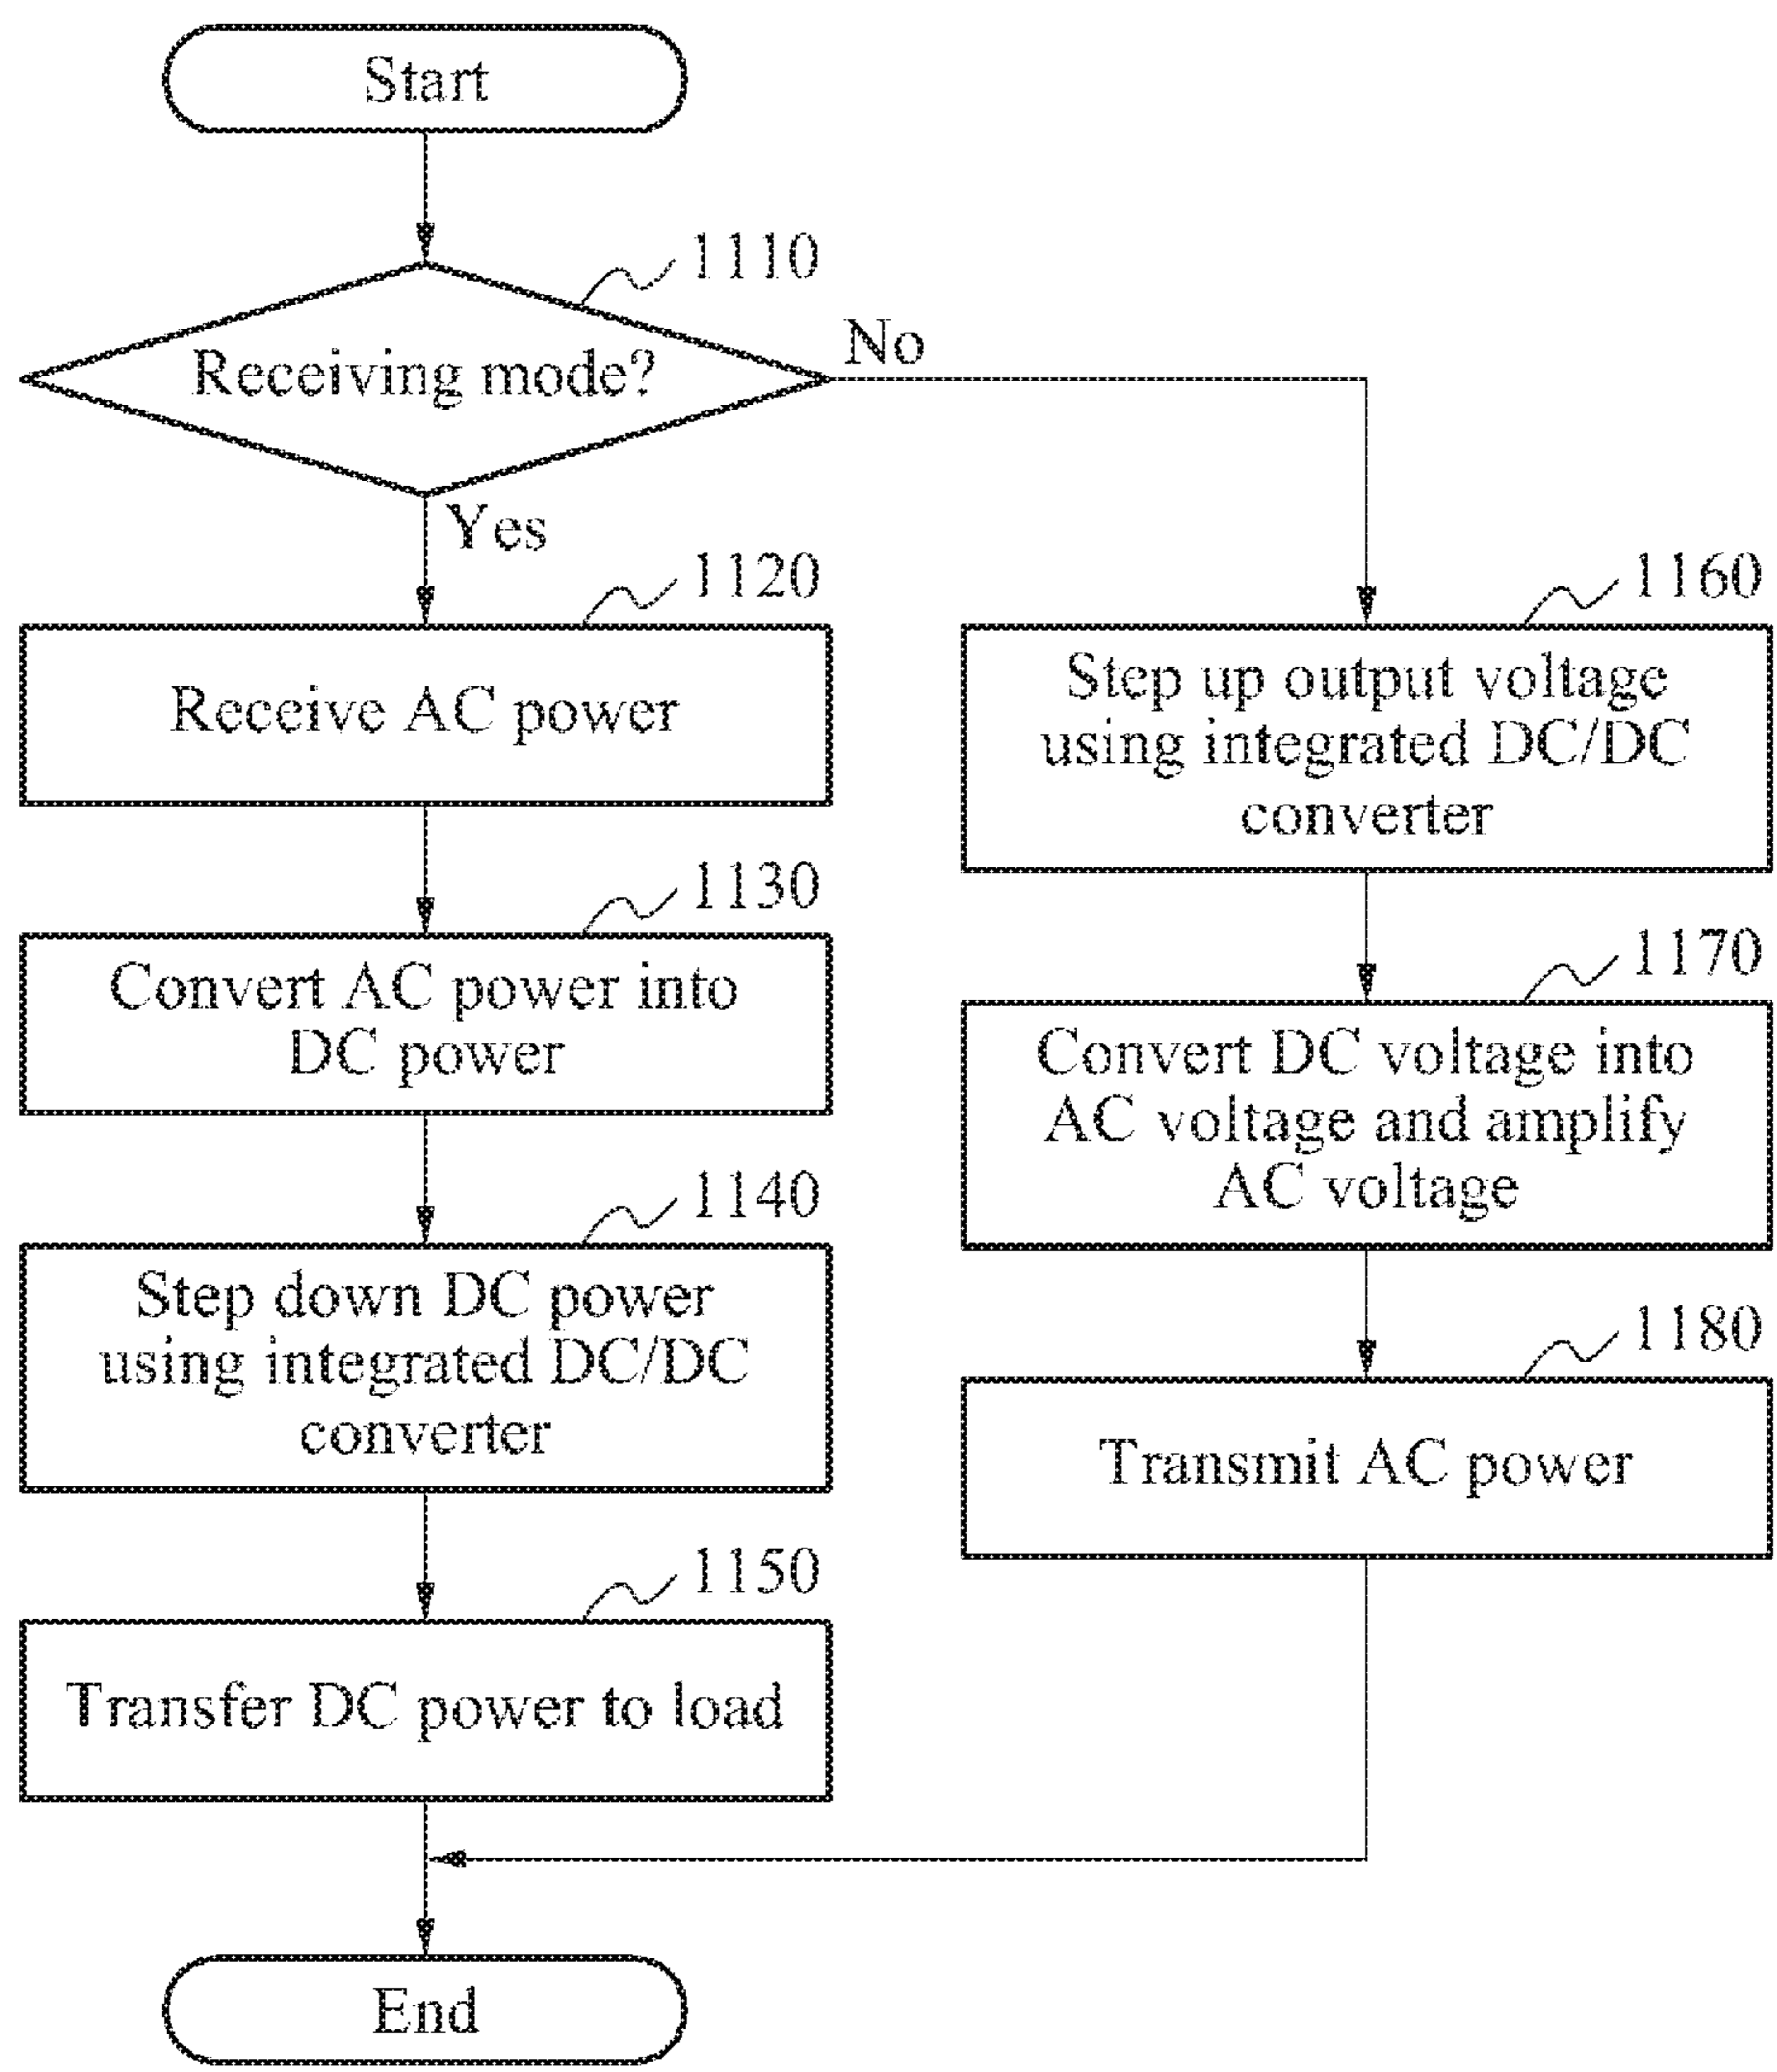 Start
1110
Receiving mode?
No
Yes
1120
Receive AC power
1130
Convert AC power into
DC power
1140
Step down DC power
using integrated DC/DC
converter
1150
Transfer DC power to load
1160
Step up output voltage
using integrated DC/DC
converter
1170
Convert DC voltage into
AC voltage and amplify
AC voltage
1180
Transmit AC power
End